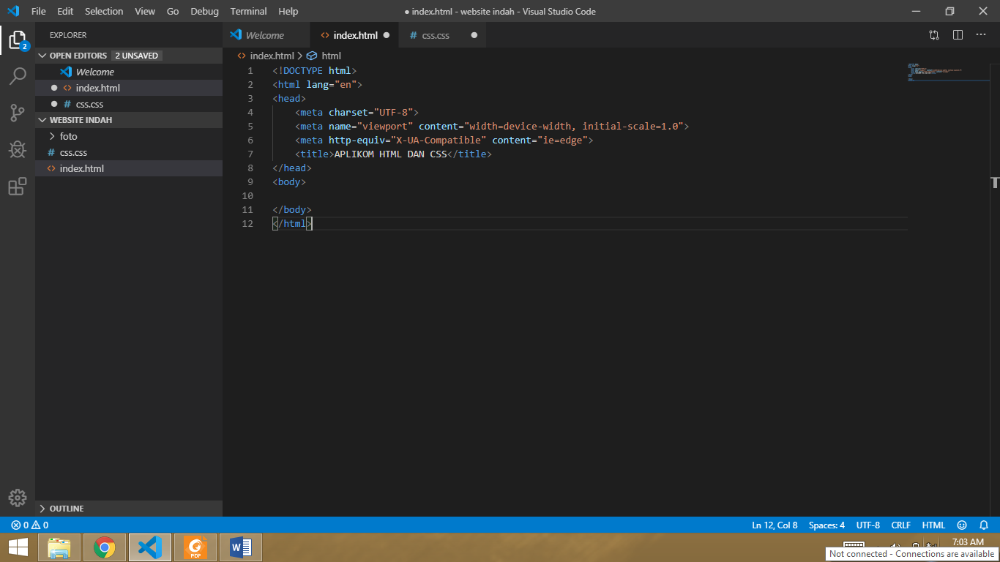 File Edit Selection View Go Debug Terminal Help
● index.html - website indah - Visual Studio Code
EXPLORER
Welcome
index.html
# css.css
OPEN EDITORS 2 UNSAVED
Welcome
index.html
# css.css
WEBSITE INDAH
foto
# css.css
index.html
OUTLINE
index.html > html
1 <!DOCTYPE html>
2 <html lang="en">
3 <head>
4 <meta charset="UTF-8">
5 <meta name="viewport" content="width=device-width, initial-scale=1.0">
6 <meta http-equiv="X-UA-Compatible" content="ie=edge">
7 <title>APLIKOM HTML DAN CSS</title>
8 </head>
9 <body>
10
11 </body>
12 </html>
2
0 0
Ln 12, Col 8 Spaces: 4 UTF-8 CRLF HTML
PDF
W
7:03 AM
Not connected - Connections are available